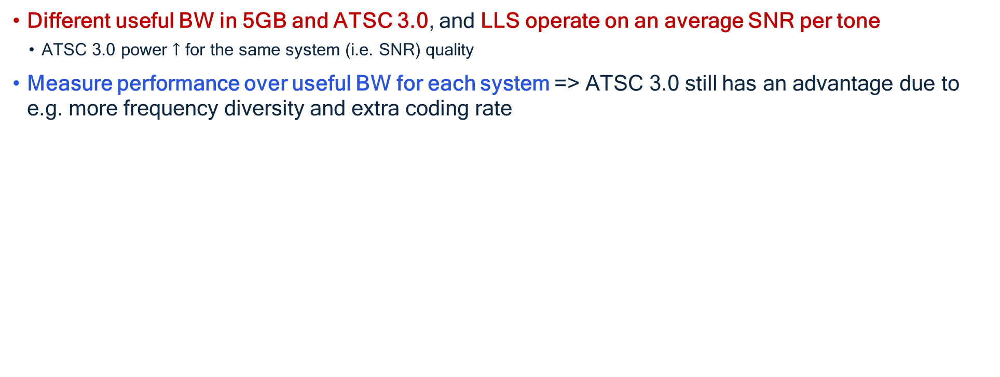 • Different useful BW in 5GB and ATSC 3.0, and LLS operate on an average SNR per tone
• ATSC 3.0 power ↑ for the same system (i.e. SNR) quality
• Measure performance over useful BW for each system => ATSC 3.0 still has an advantage due to
e.g. more frequency diversity and extra coding rate